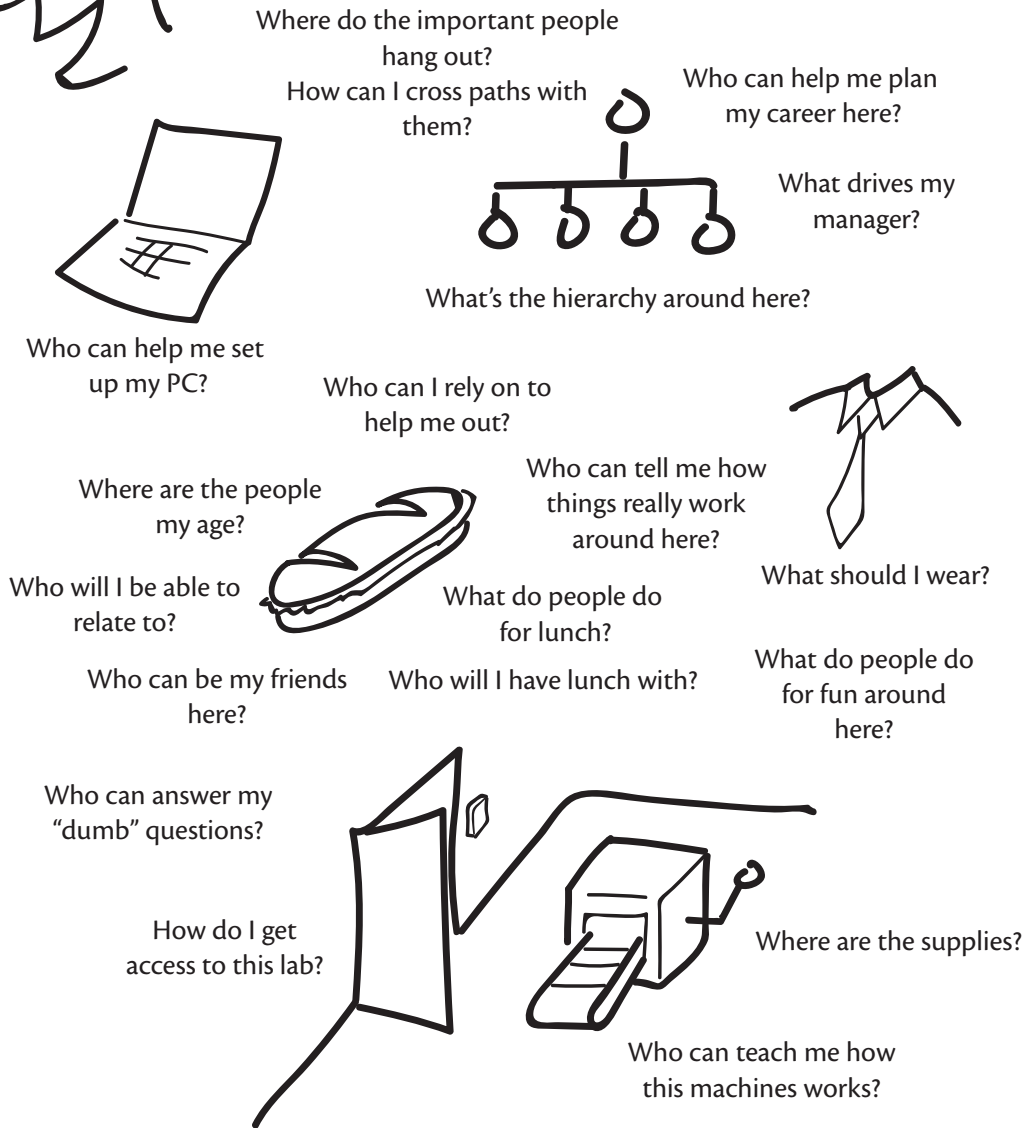 Where do the important people
hang out?
How can I cross paths with
them?
Who can help me plan
my career here?
What drives my
manager?
What's the hierarchy around here?
Who can help me set
up my PC?
Who can I rely on to
help me out?
Where are the people
my age?
Who can tell me how
things really work
around here?
What should I wear?
Who will I be able to
relate to?
What do people do
for lunch?
Who can be my friends
here?
Who will I have lunch with?
What do people do
for fun around
here?
Who can answer my
“dumb” questions?
How do I get
access to this lab?
Where are the supplies?
Who can teach me how
this machines works?